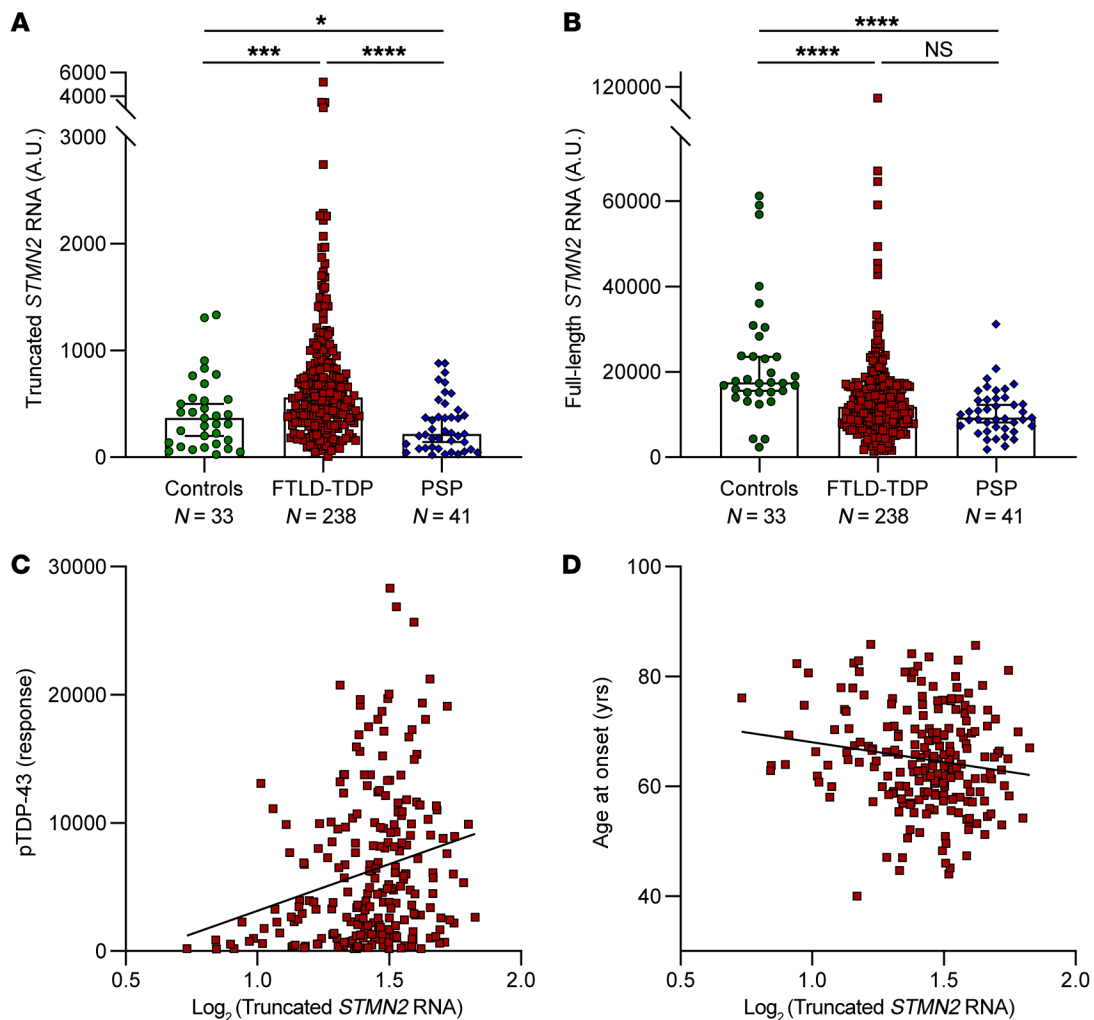 A
*
***
****
6000
4000
3000
2000
1000
0
Truncated STMN2 RNA (A.U.)
Controls
FTLD-TDP
PSP
N = 33
N = 238
N = 41
B
****
****
NS
120000
60000
40000
20000
0
Full-length STMN2 RNA (A.U.)
Controls
FTLD-TDP
PSP
N = 33
N = 238
N = 41
C
30000
20000
10000
0
pTDP-43 (response)
0.5
1.0
1.5
2.0
Log₂ (Truncated STMN2 RNA)
D
100
80
60
40
Age at onset (yrs)
0.5
1.0
1.5
2.0
Log₂ (Truncated STMN2 RNA)